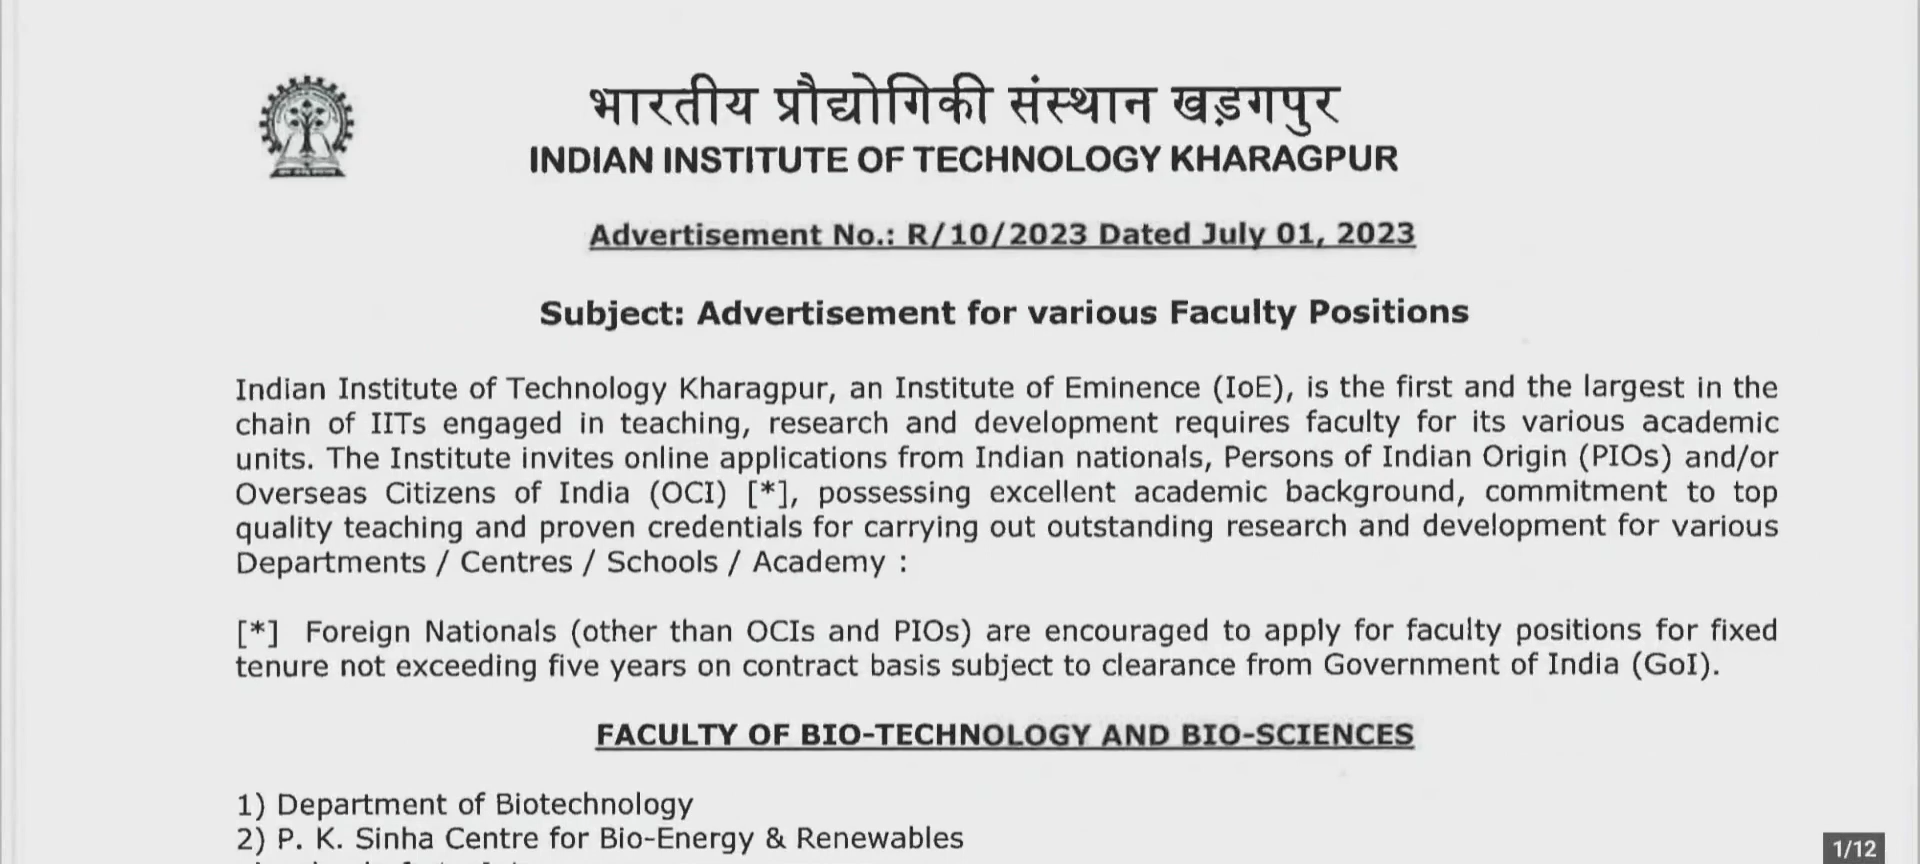 भारतीय प्रौद्योगिकी संस्थान खड़गपुर
INDIAN INSTITUTE OF TECHNOLOGY KHARAGPUR
Advertisement No.: R/10/2023 Dated July 01, 2023
Subject: Advertisement for various Faculty Positions
Indian Institute of Technology Kharagpur, an Institute of Eminence (IoE), is the first and the largest in the
chain of IITs engaged in teaching, research and development requires faculty for its various academic
units. The Institute invites online applications from Indian nationals, Persons of Indian Origin (PIOs) and/or
Overseas Citizens of India (OCI) [*], possessing excellent academic background, commitment to top
quality teaching and proven credentials for carrying out outstanding research and development for various
Departments / Centres / Schools / Academy :
[*] Foreign Nationals (other than OCIs and PIOs) are encouraged to apply for faculty positions for fixed
tenure not exceeding five years on contract basis subject to clearance from Government of India (GoI).
FACULTY OF BIO-TECHNOLOGY AND BIO-SCIENCES
1) Department of Biotechnology
2) P. K. Sinha Centre for Bio-Energy & Renewables
1/12